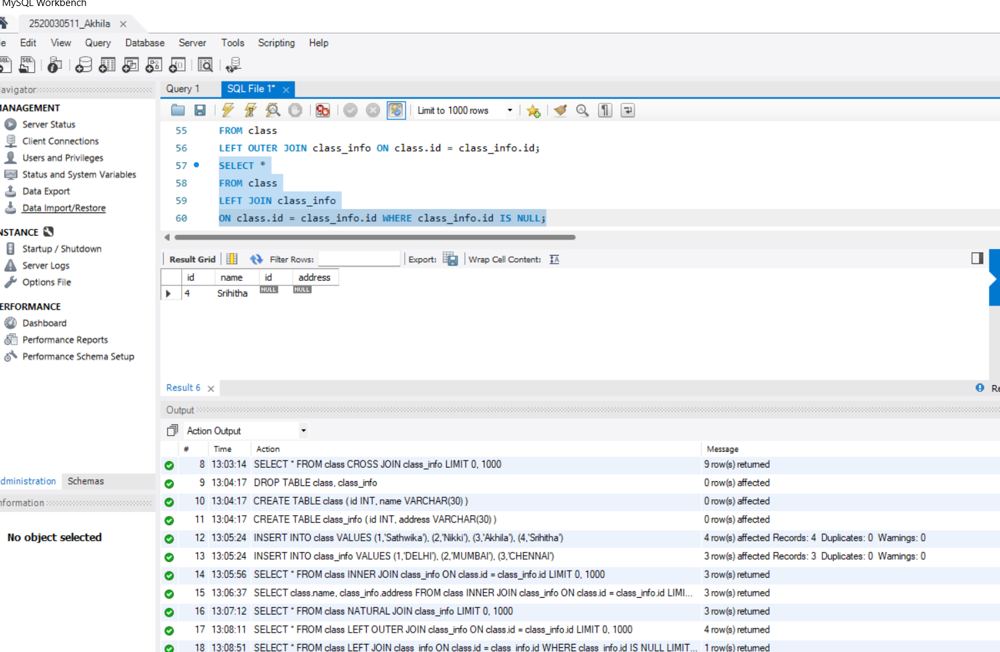 MySQL Workbench
2520030511_Akhila
Edit View Query Database Server Tools Scripting Help
Query 1 SQL File 1*
MANAGEMENT
Server Status
Client Connections
Users and Privileges
Status and System Variables
Data Export
Data Import/Restore
INSTANCE
Startup / Shutdown
Server Logs
Options File
PERFORMANCE
Dashboard
Performance Reports
Performance Schema Setup
Administration Schemas
Information
No object selected
Limit to 1000 rows
55 FROM class
56 LEFT OUTER JOIN class_info ON class.id = class_info.id;
57 SELECT *
58 FROM class
59 LEFT JOIN class_info
60 ON class.id = class_info.id WHERE class_info.id IS NULL;
Result Grid Filter Rows: Export: Wrap Cell Content:
id name id address
4 Srihitha NULL NULL
Result 6
Output
Action Output
# Time Action Message
8 13:03:14 SELECT * FROM class CROSS JOIN class_info LIMIT 0, 1000 9 row(s) returned
9 13:04:17 DROP TABLE class, class_info 0 row(s) affected
10 13:04:17 CREATE TABLE class ( id INT, name VARCHAR(30) ) 0 row(s) affected
11 13:04:17 CREATE TABLE class_info ( id INT, address VARCHAR(30) ) 0 row(s) affected
12 13:05:24 INSERT INTO class VALUES (1,'Sathwika'), (2,'Nikki'), (3,'Akhila'), (4,'Srihitha') 4 row(s) affected Records: 4 Duplicates: 0 Warnings: 0
13 13:05:24 INSERT INTO class_info VALUES (1,'DELHI'), (2,'MUMBAI'), (3,'CHENNAI') 3 row(s) affected Records: 3 Duplicates: 0 Warnings: 0
14 13:05:56 SELECT * FROM class INNER JOIN class_info ON class.id = class_info.id LIMIT 0, 1000 3 row(s) returned
15 13:06:37 SELECT class.name, class_info.address FROM class INNER JOIN class_info ON class.id = class_info.id LIMI... 3 row(s) returned
16 13:07:12 SELECT * FROM class NATURAL JOIN class_info LIMIT 0, 1000 3 row(s) returned
17 13:08:11 SELECT * FROM class LEFT OUTER JOIN class_info ON class.id = class_info.id LIMIT 0, 1000 4 row(s) returned
18 13:08:51 SELECT * FROM class LEFT JOIN class_info ON class.id = class_info.id WHERE class_info.id IS NULL LIMIT... 1 row(s) returned